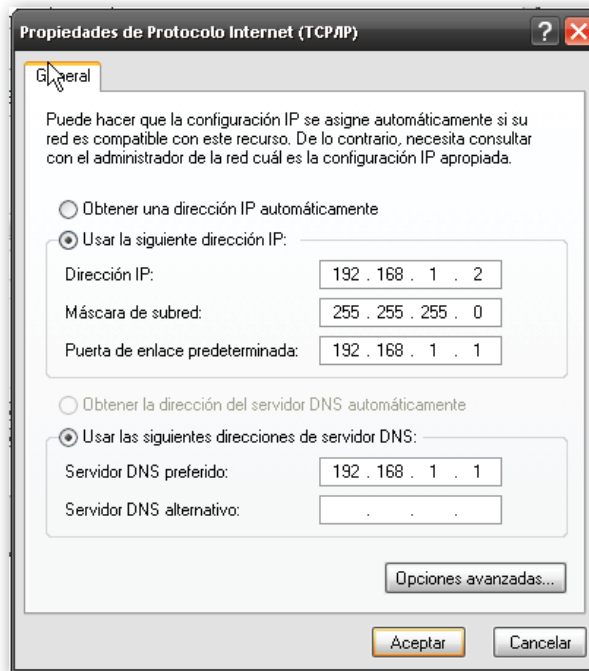 Propiedades de Protocolo Internet (TCP/IP)
General
Puede hacer que la configuración IP se asigne automáticamente si su
red es compatible con este recurso. De lo contrario, necesita consultar
con el administrador de la red cuál es la configuración IP apropiada.
Obtener una dirección IP automáticamente
Usar la siguiente dirección IP:
Dirección IP: 192 . 168 . 1 . 2
Máscara de subred: 255 . 255 . 255 . 0
Puerta de enlace predeterminada: 192 . 168 . 1 . 1
Obtener la dirección del servidor DNS automáticamente
Usar las siguientes direcciones de servidor DNS:
Servidor DNS preferido: 192 . 168 . 1 . 1
Servidor DNS alternativo: . . .
Opciones avanzadas...
Aceptar Cancelar